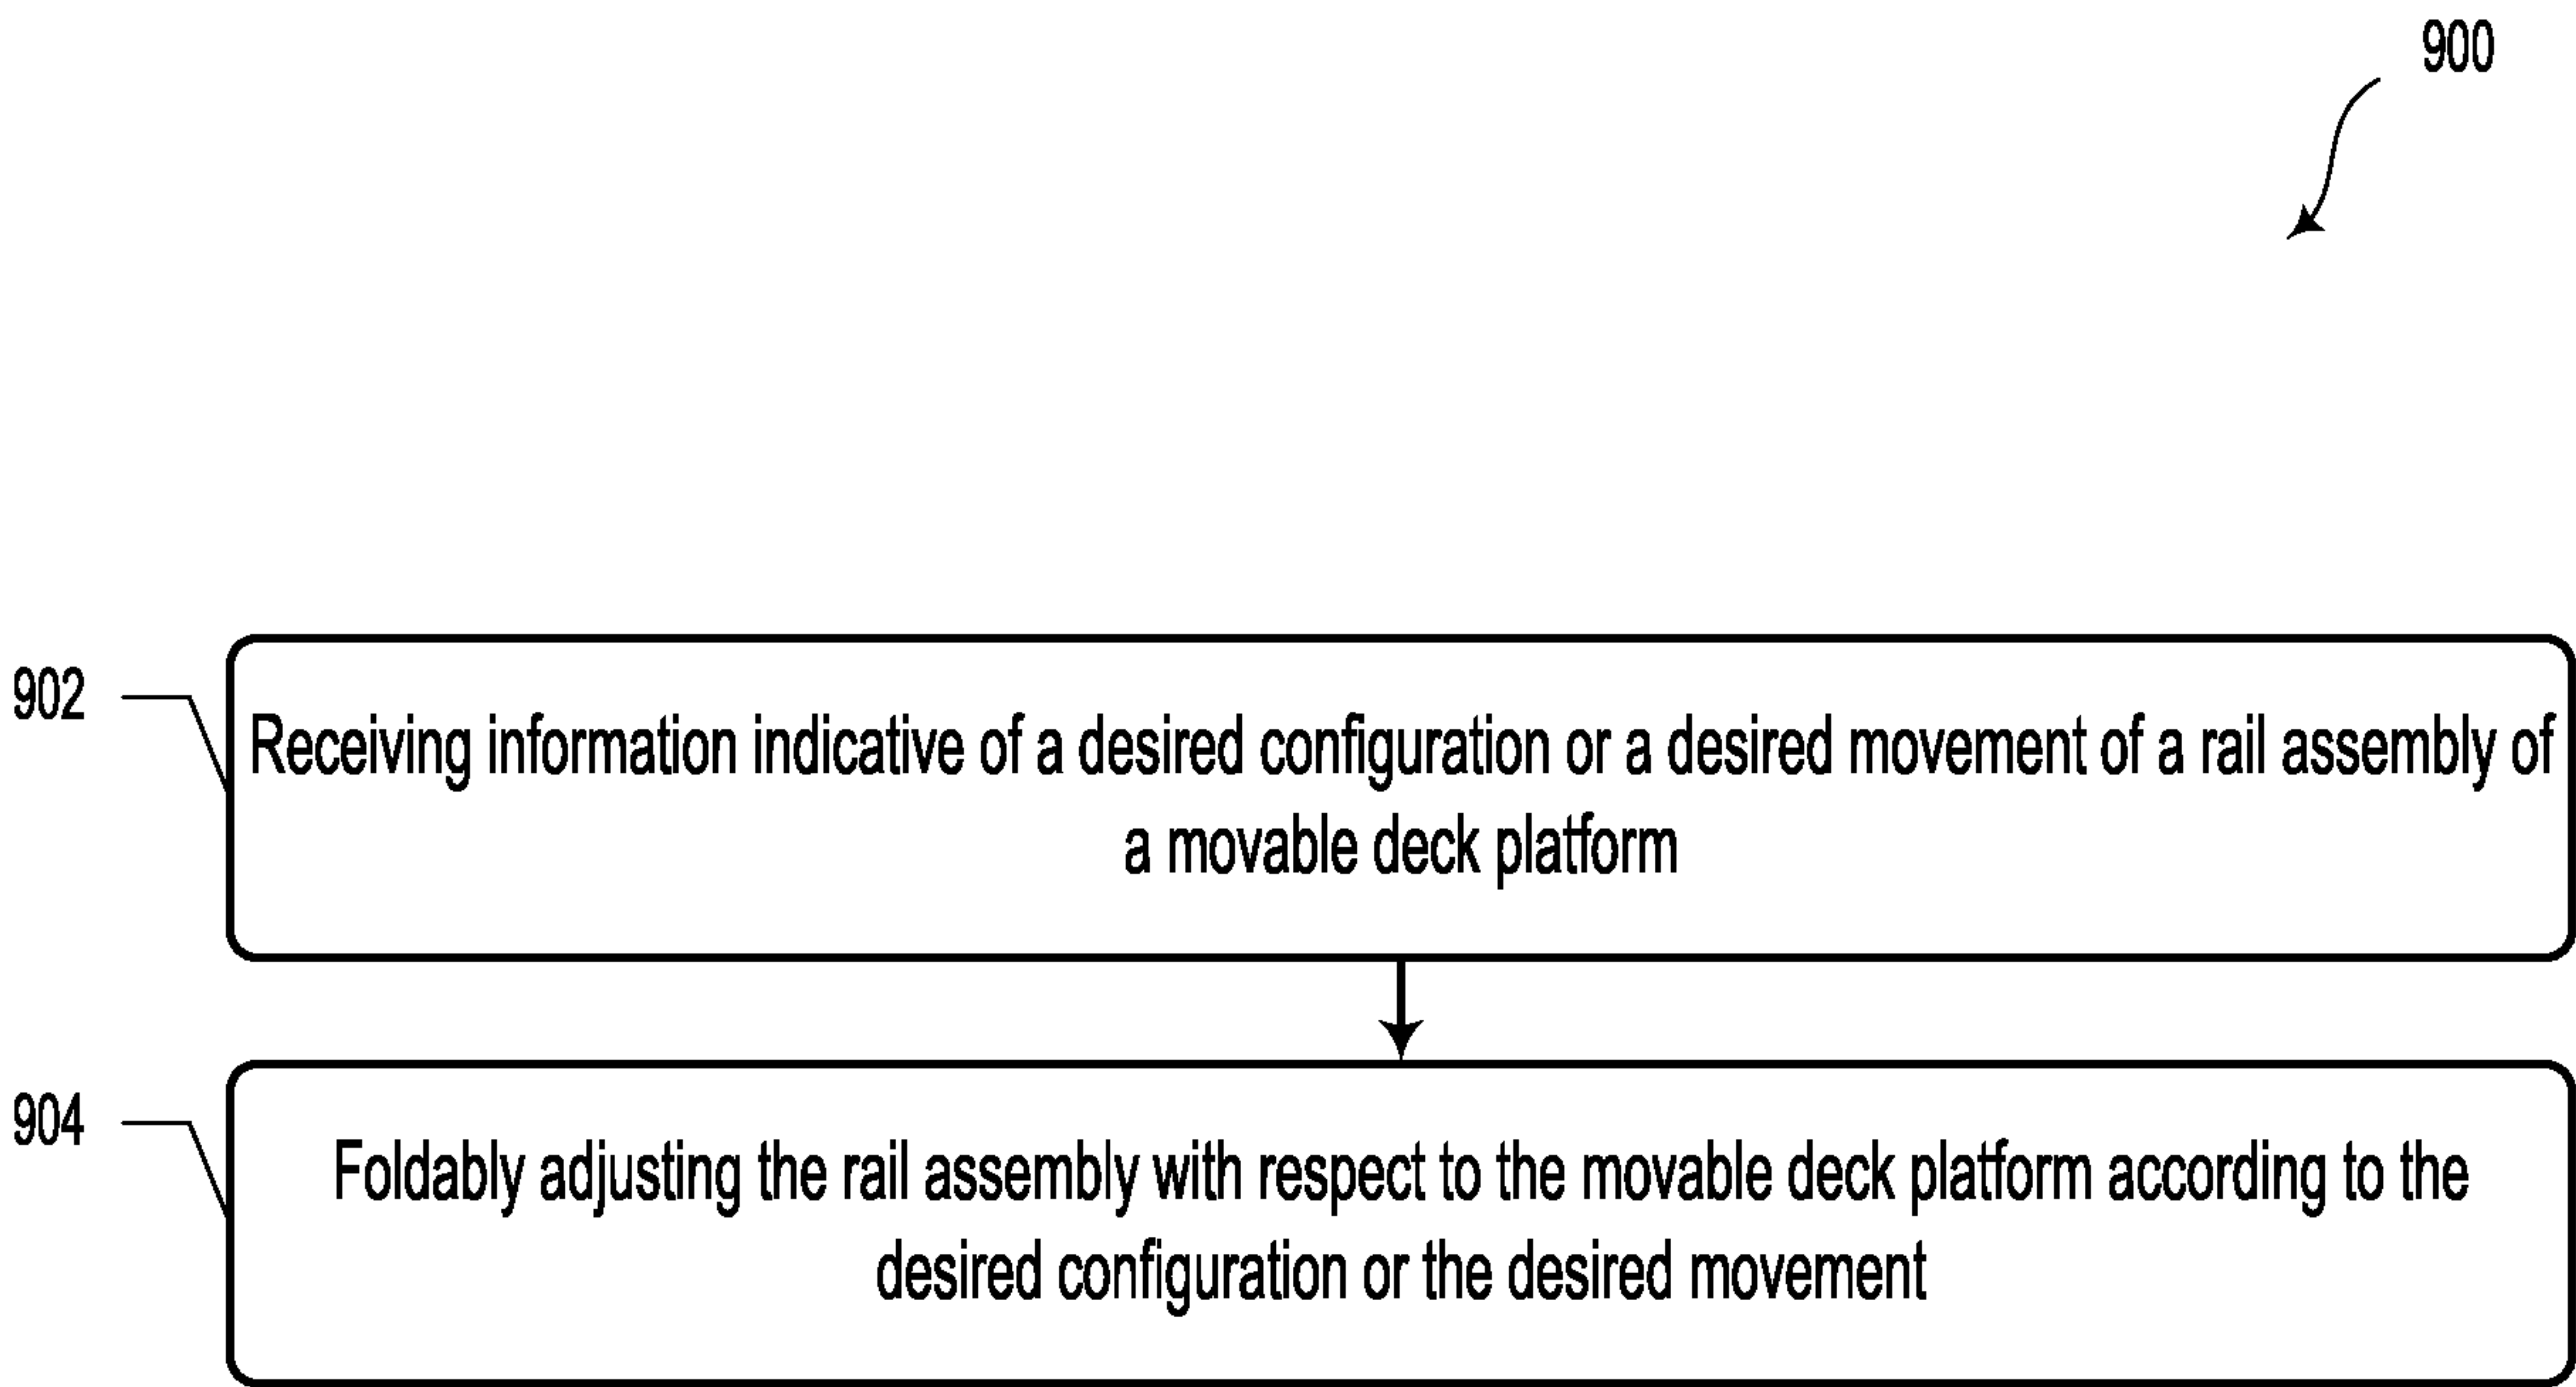 900
902
Receiving information indicative of a desired configuration or a desired movement of a rail assembly of
a movable deck platform
904
Foldably adjusting the rail assembly with respect to the movable deck platform according to the
desired configuration or the desired movement